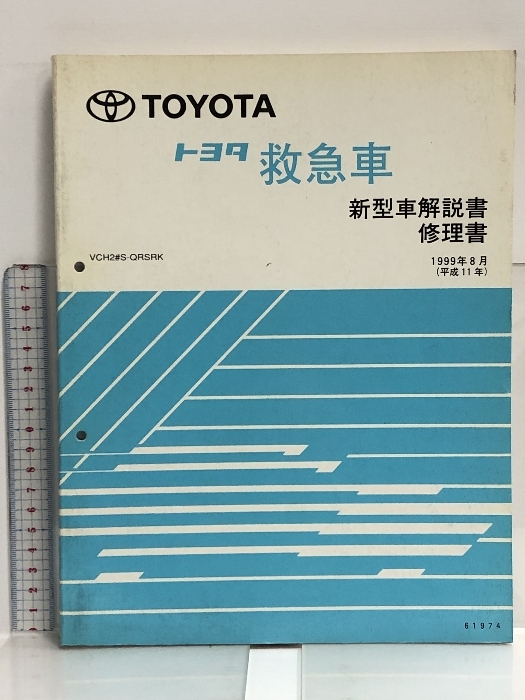 TOYOTA
トヨタ 救急車
新型車解説書
修理書
VCH2#S-QRSRK
1999年8月
(平成11年)
61974